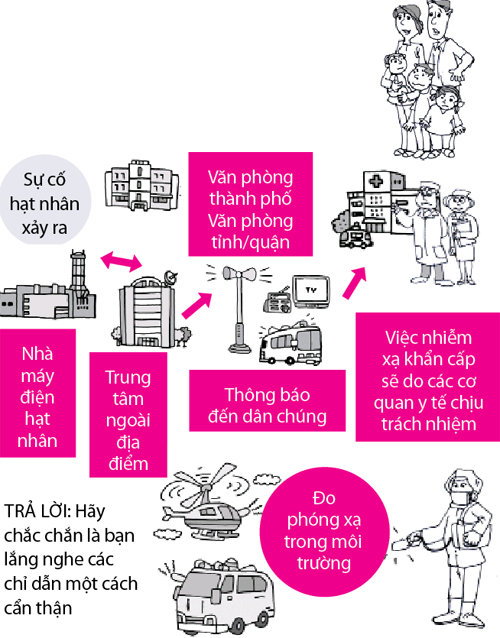 Sự cố
hạt nhân
xảy ra
Văn phòng
thành phố
Văn phòng
tỉnh/quận
TV
Nhà
máy
điện
hạt
nhân
Trung
tâm
ngoài
địa
điểm
Thông báo
đến dân chúng
Việc nhiễm
xạ khẩn cấp
sẽ do các cơ
quan y tế chịu
trách nhiệm
TRẢ LỜI: Hãy
chắc chắn là bạn
lắng nghe các
chỉ dẫn một cách
cẩn thận
Đo
phóng xạ
trong môi
trường